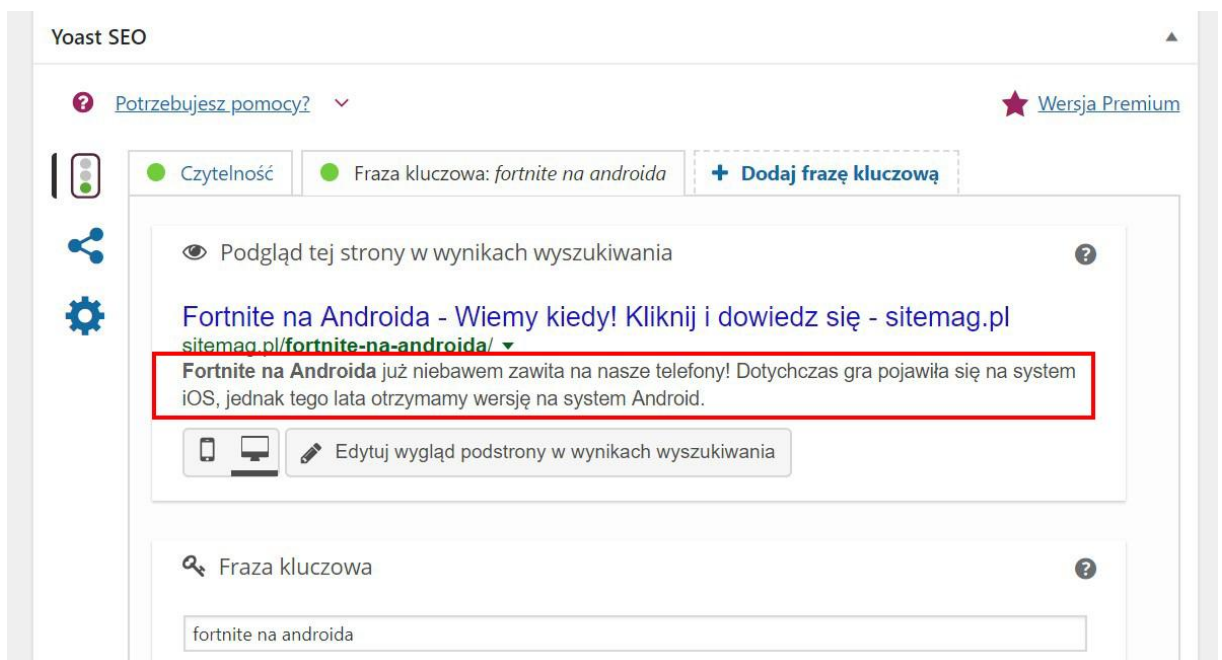 Yoast SEO
Potrzebujesz pomocy?
Wersja Premium
Czytelność
Fraza kluczowa: fortnite na androida
+ Dodaj frazę kluczową
Podgląd tej strony w wynikach wyszukiwania
Fortnite na Androida - Wiemy kiedy! Kliknij i dowiedz się - sitemag.pl
sitemag.pl/fortnite-na-androida/
Fortnite na Androida już niebawem zawita na nasze telefony! Dotychczas gra pojawiła się na system
iOS, jednak tego lata otrzymamy wersję na system Android.
Edytuj wygląd podstrony w wynikach wyszukiwania
Fraza kluczowa
fortnite na androida